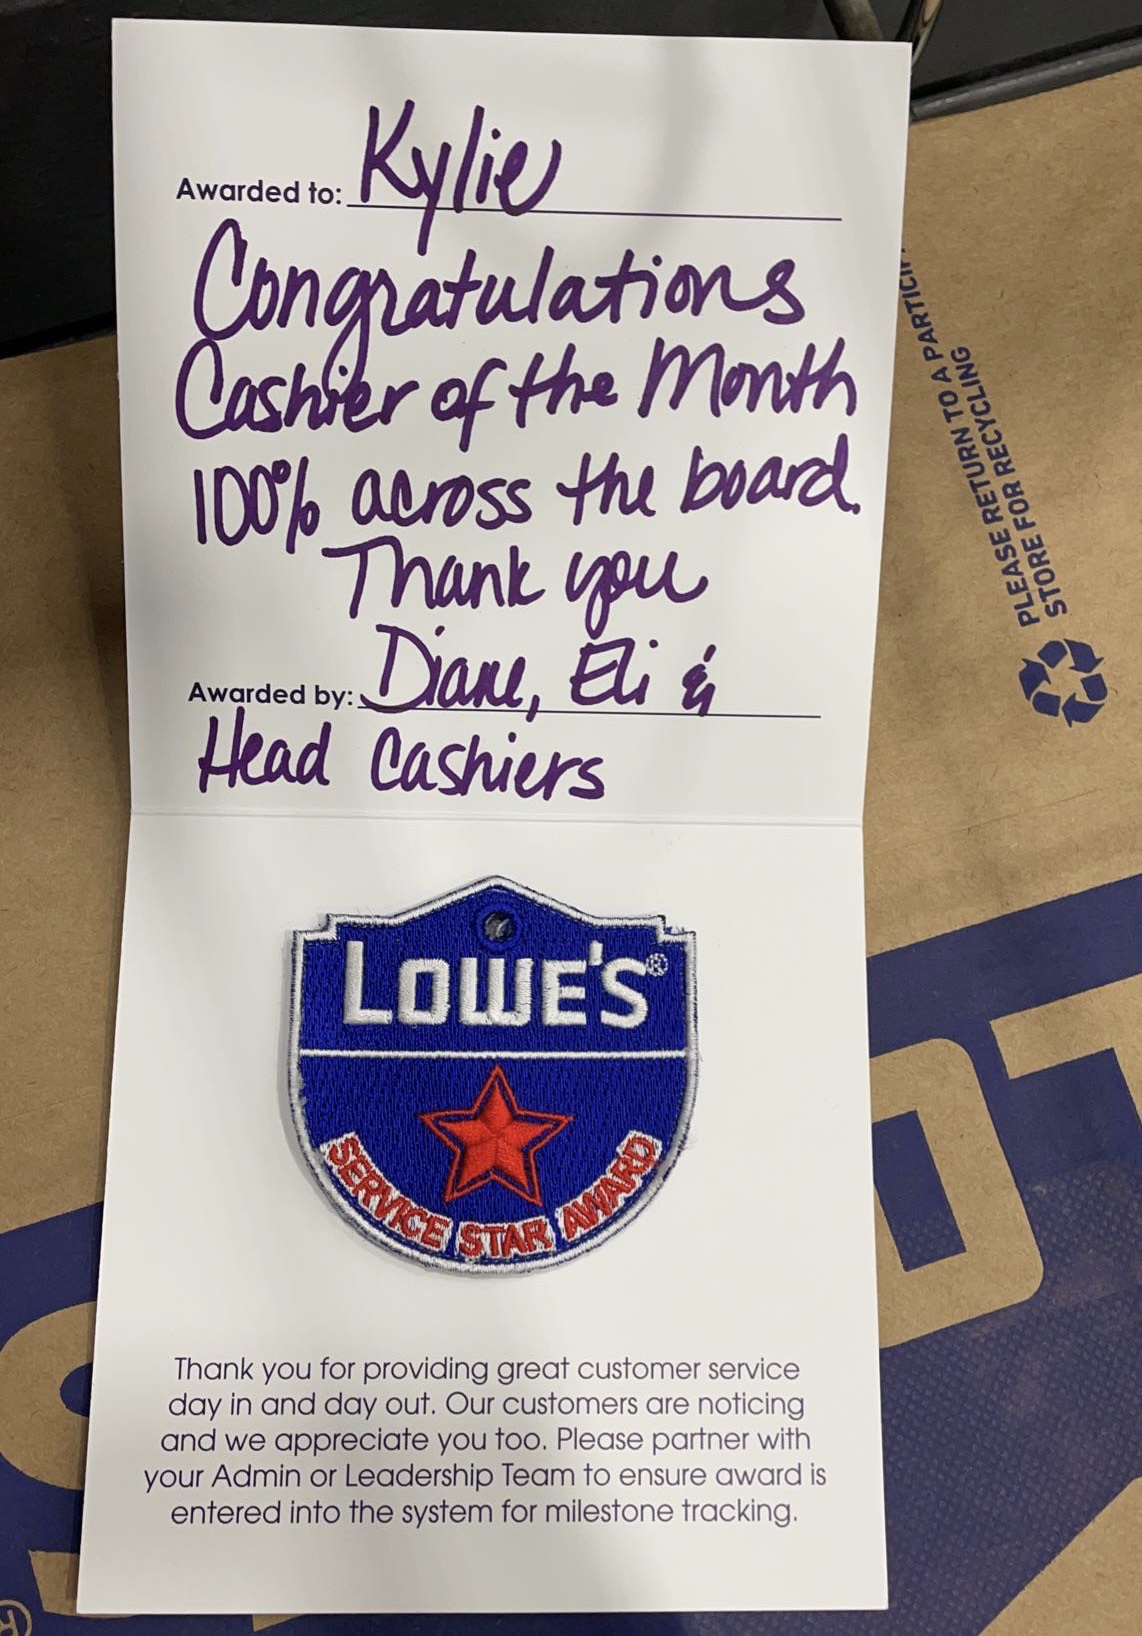 Awarded to: Kylie
Congratulations
Cashier of the Month
100% across the board.
Thank you
Awarded by: Diane, Eli &
Head Cashiers
LOWE'S®
SERVICE STAR AWARD
Thank you for providing great customer service
day in and day out. Our customers are noticing
and we appreciate you too. Please partner with
your Admin or Leadership Team to ensure award is
entered into the system for milestone tracking.
PLEASE RETURN TO A
STORE FOR RECYCLING
®